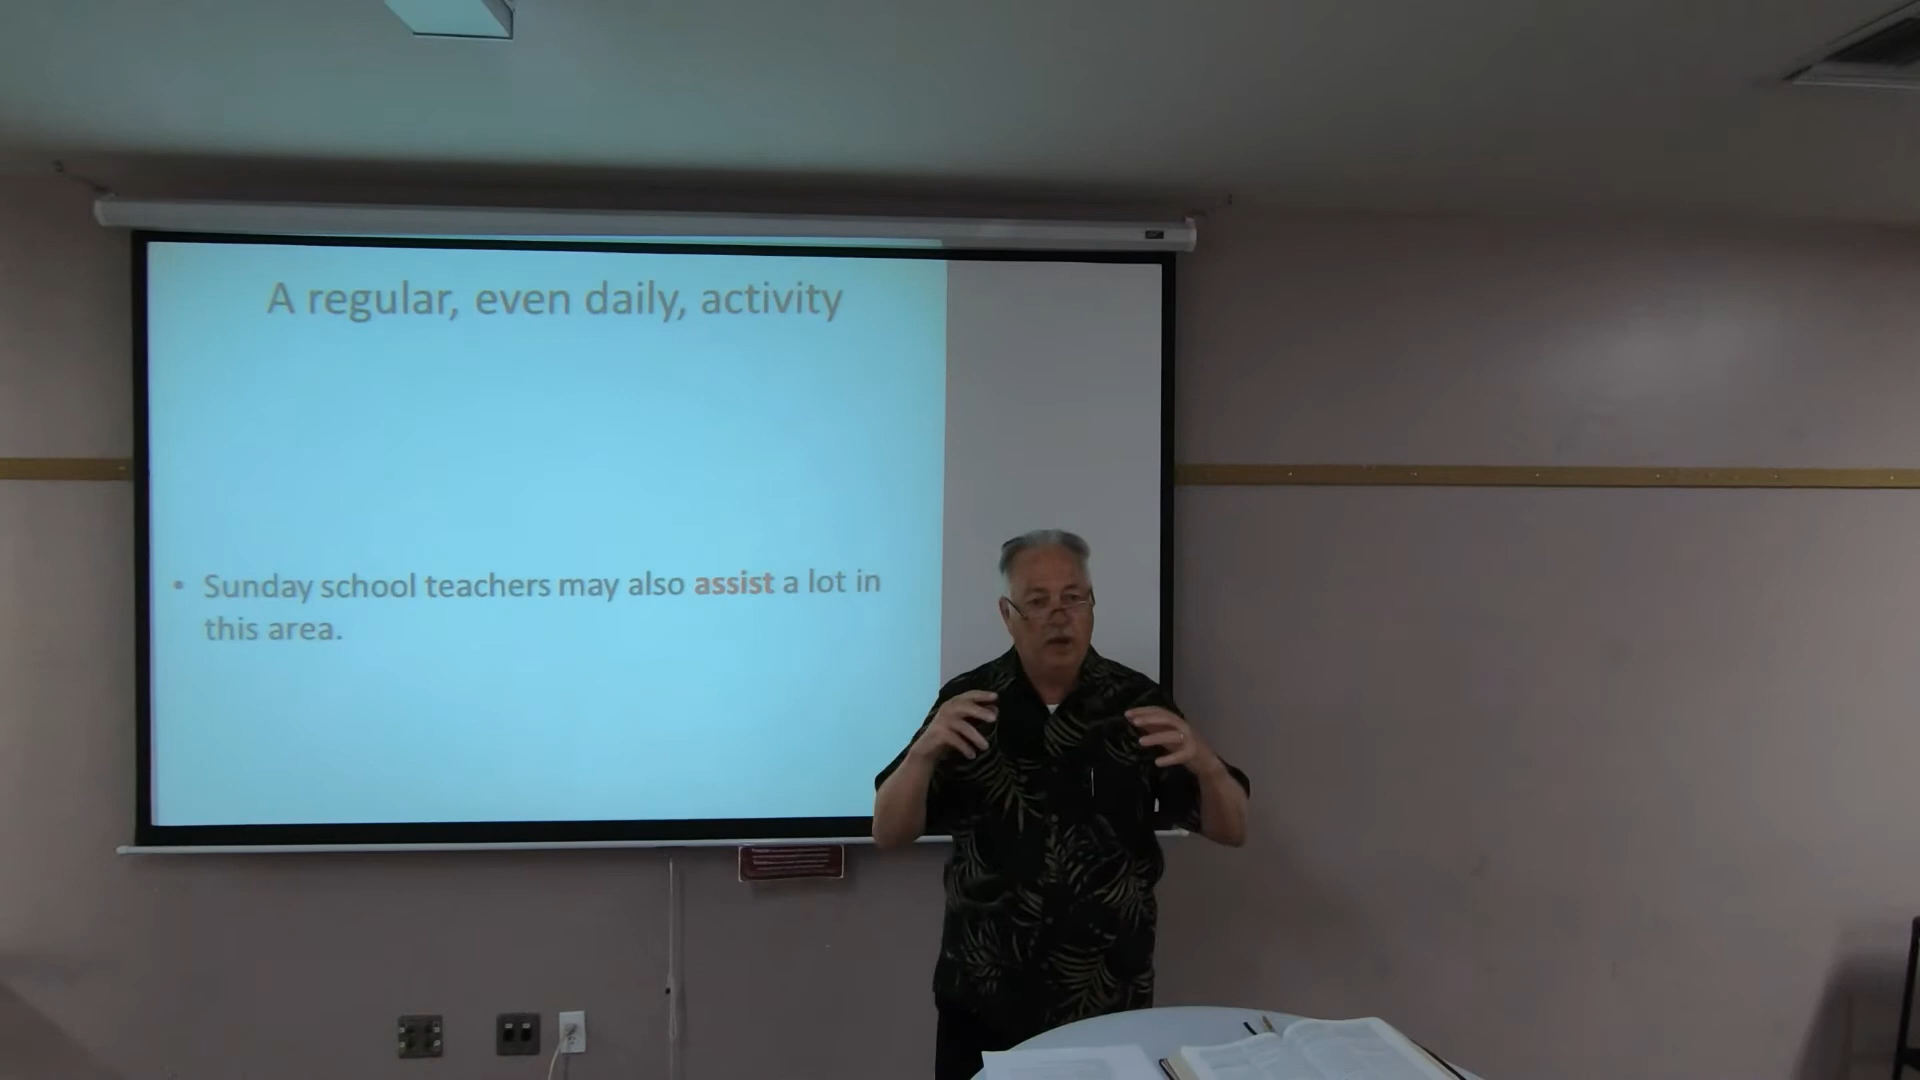 A regular, even daily, activity
• Sunday school teachers may also assist a lot in
this area.